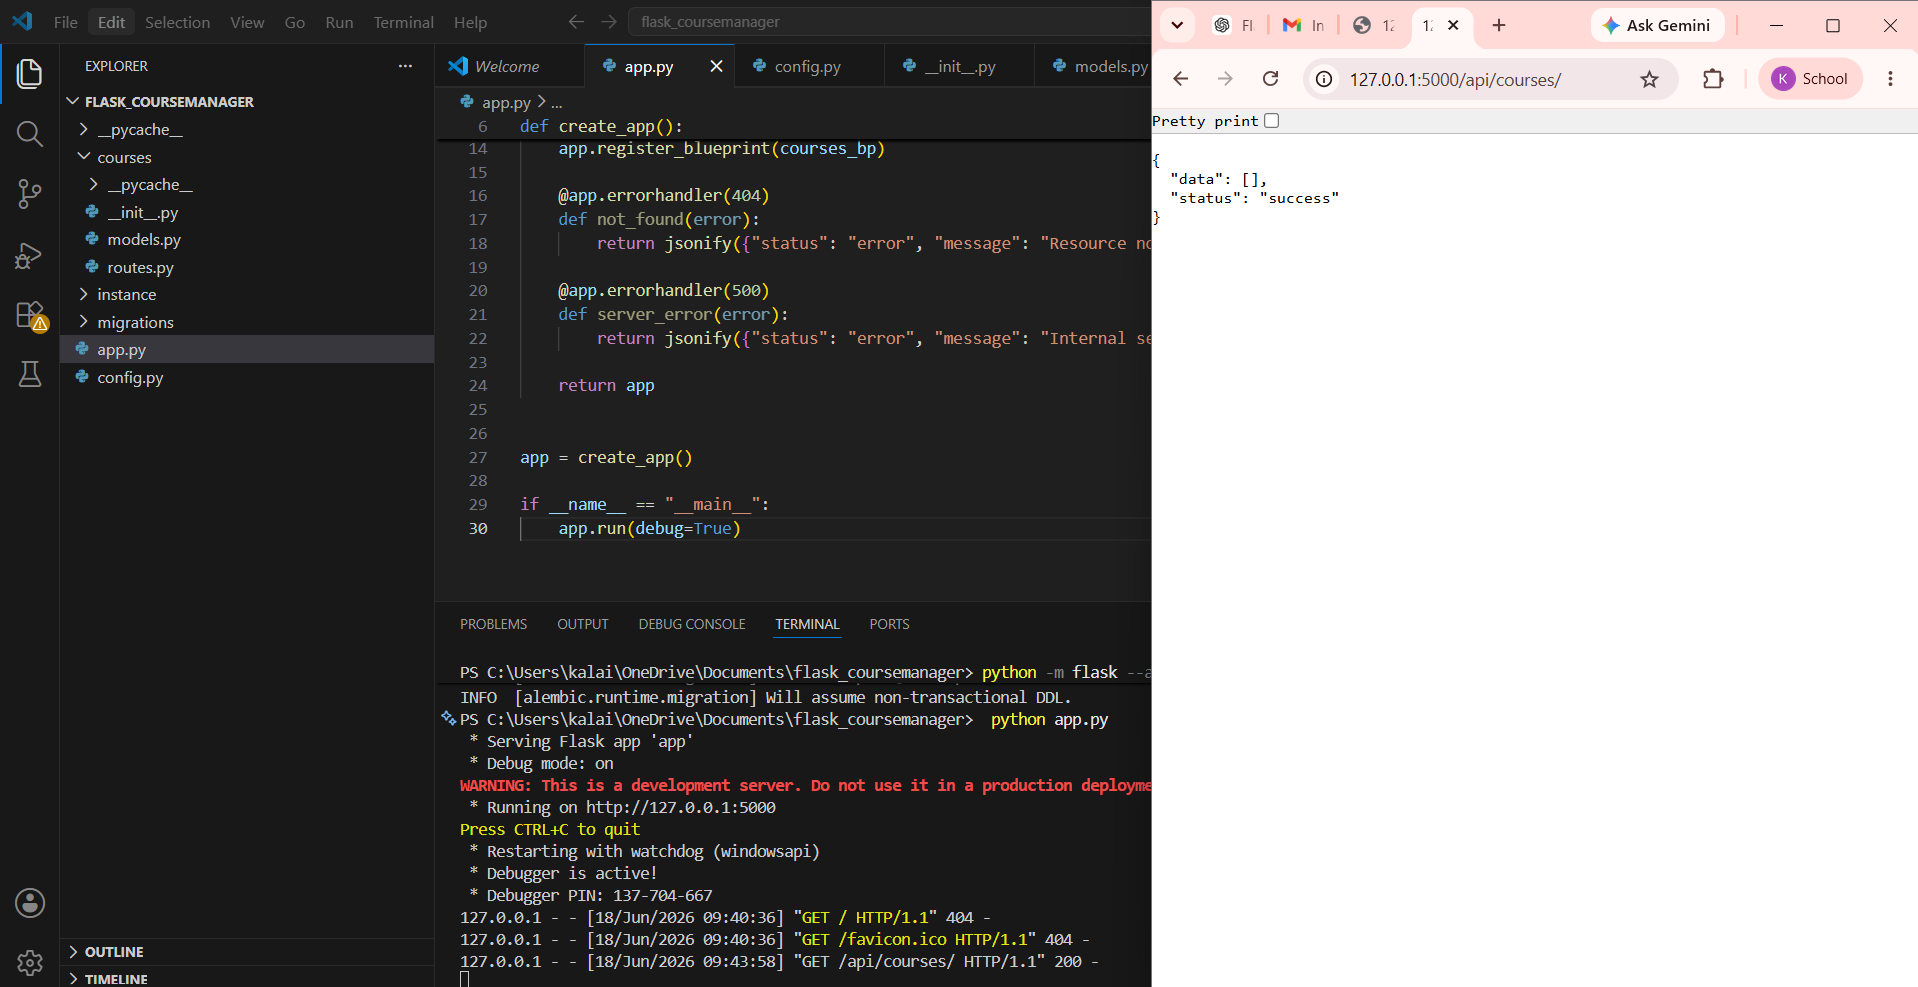 File Edit Selection View Go Run Terminal Help
flask_coursemanager
EXPLORER
FLASK_COURSEMANAGER
__pycache__
courses
__pycache__
__init__.py
models.py
routes.py
instance
migrations
app.py
config.py
OUTLINE
TIMELINE
Welcome app.py config.py __init__.py models.py
app.py > ...
6 def create_app():
14 app.register_blueprint(courses_bp)
15
16 @app.errorhandler(404)
17 def not_found(error):
18 return jsonify({"status": "error", "message": "Resource no
19
20 @app.errorhandler(500)
21 def server_error(error):
22 return jsonify({"status": "error", "message": "Internal se
23
24 return app
25
26
27 app = create_app()
28
29 if __name__ == "__main__":
30 app.run(debug=True)
PROBLEMS OUTPUT DEBUG CONSOLE TERMINAL PORTS
PS C:\Users\kalai\OneDrive\Documents\flask_coursemanager> python -m flask --a
INFO  [alembic.runtime.migration] Will assume non-transactional DDL.
PS C:\Users\kalai\OneDrive\Documents\flask_coursemanager>  python app.py
 * Serving Flask app 'app'
 * Debug mode: on
WARNING: This is a development server. Do not use it in a production deployme
 * Running on http://127.0.0.1:5000
Press CTRL+C to quit
 * Restarting with watchdog (windowsapi)
 * Debugger is active!
 * Debugger PIN: 137-704-667
127.0.0.1 - - [18/Jun/2026 09:40:36] "GET / HTTP/1.1" 404 -
127.0.0.1 - - [18/Jun/2026 09:40:36] "GET /favicon.ico HTTP/1.1" 404 -
127.0.0.1 - - [18/Jun/2026 09:43:58] "GET /api/courses/ HTTP/1.1" 200 -
Fl In 12 12 Ask Gemini
127.0.0.1:5000/api/courses/ K School
Pretty print
{
"data": [],
"status": "success"
}